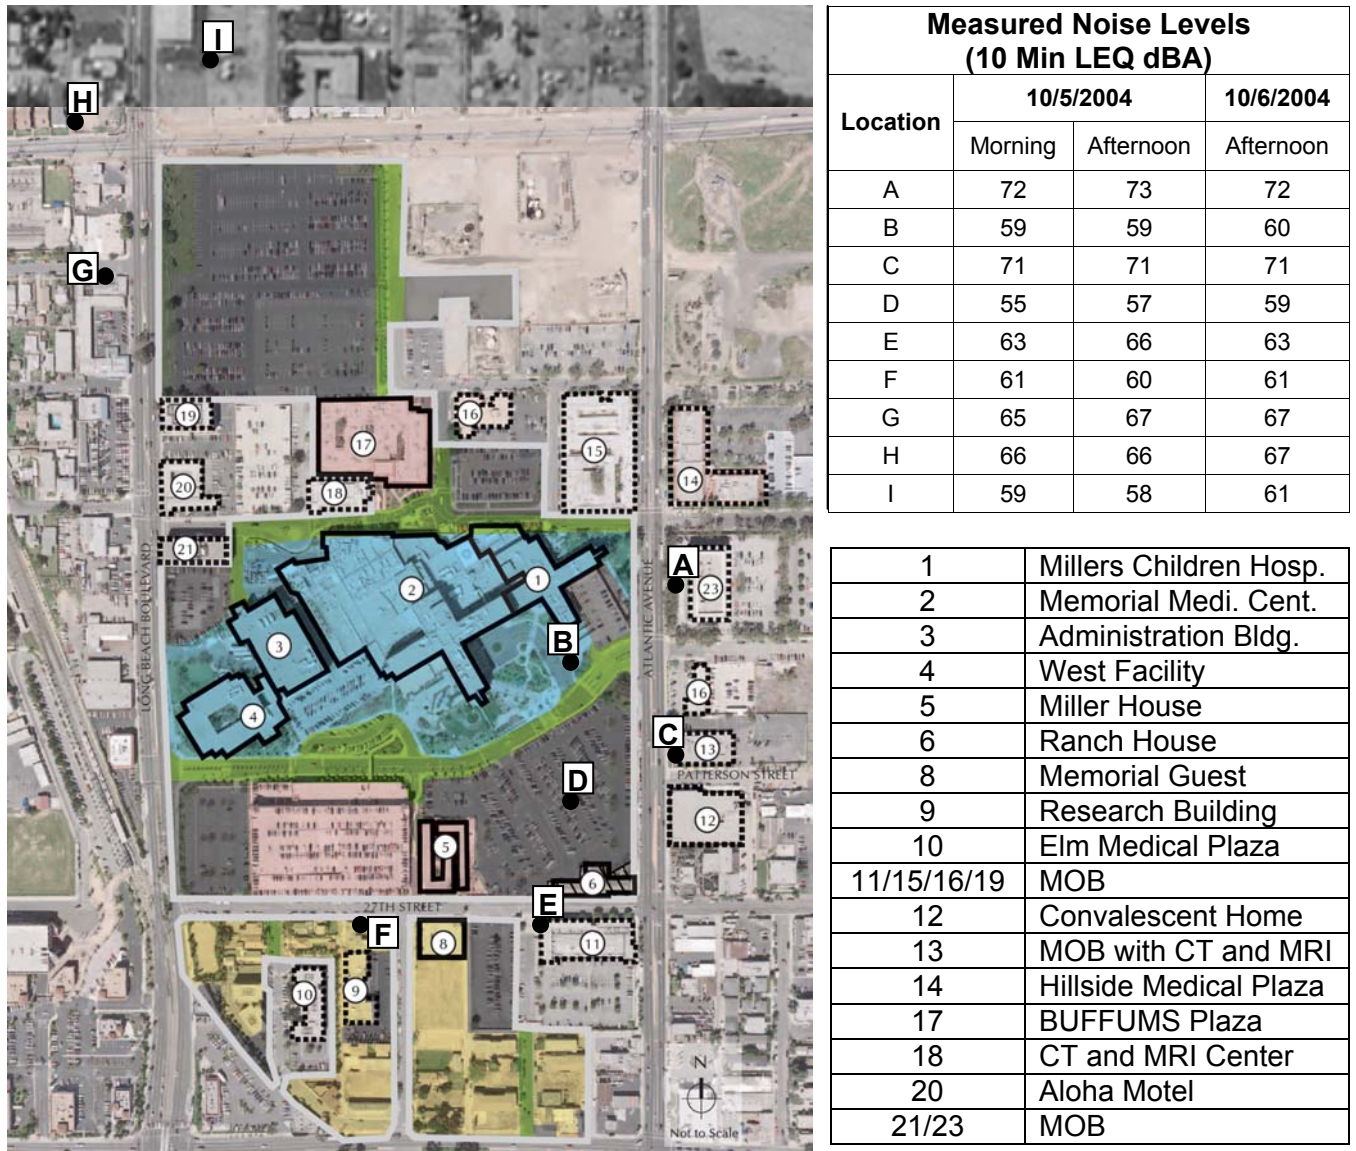 I
H
G
19
16
17
15
20
18
14
21
LONG BEACH BOULEVARD
ATLANTIC AVENUE
A
1
2
23
B
3
16
4
C
13
PATTERSON STREET
D
12
5
6
27TH STREET
E
F
8
11
10
9
N
Not to Scale
Measured Noise Levels
(10 Min LEQ dBA)
Location 10/5/2004 10/6/2004
Morning Afternoon Afternoon
A 72 73 72
B 59 59 60
C 71 71 71
D 55 57 59
E 63 66 63
F 61 60 61
G 65 67 67
H 66 66 67
I 59 58 61
1 Millers Children Hosp.
2 Memorial Medi. Cent.
3 Administration Bldg.
4 West Facility
5 Miller House
6 Ranch House
8 Memorial Guest
9 Research Building
10 Elm Medical Plaza
11/15/16/19 MOB
12 Convalescent Home
13 MOB with CT and MRI
14 Hillside Medical Plaza
17 BUFFUMS Plaza
18 CT and MRI Center
20 Aloha Motel
21/23 MOB